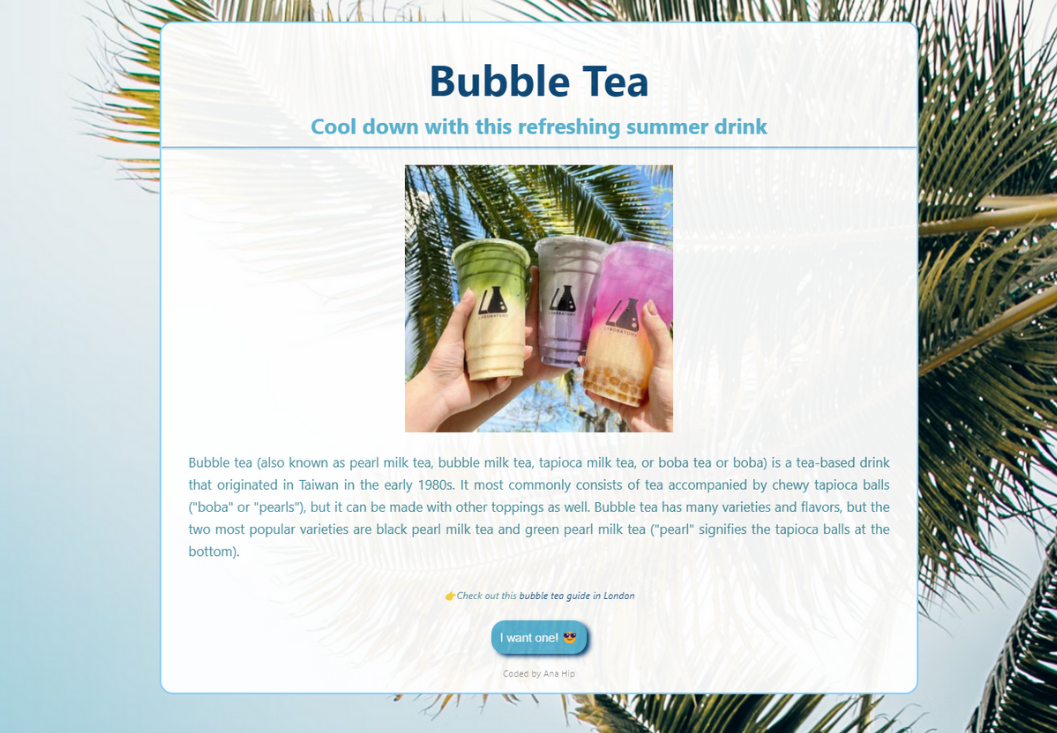 Bubble Tea
Cool down with this refreshing summer drink
LABORATORY
LABORATORY
Bubble tea (also known as pearl milk tea, bubble milk tea, tapioca milk tea, or boba tea or boba) is a tea-based drink
that originated in Taiwan in the early 1980s. It most commonly consists of tea accompanied by chewy tapioca balls
("boba" or "pearls"), but it can be made with other toppings as well. Bubble tea has many varieties and flavors, but the
two most popular varieties are black pearl milk tea and green pearl milk tea ("pearl" signifies the tapioca balls at the
bottom).
👉Check out this bubble tea guide in London
I want one! 😎
Coded by Ana Hip